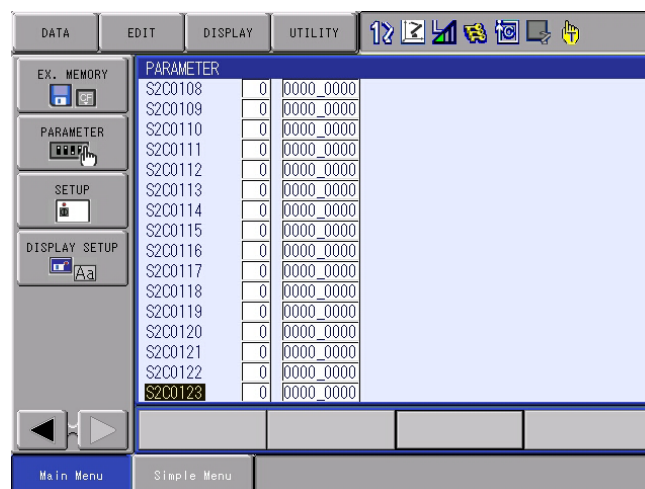 DATA
EDIT
DISPLAY
UTILITY
EX. MEMORY
CF
PARAMETER
SETUP
DISPLAY SETUP
Aa
PARAMETER
S2C0108 0 0000_0000
S2C0109 0 0000_0000
S2C0110 0 0000_0000
S2C0111 0 0000_0000
S2C0112 0 0000_0000
S2C0113 0 0000_0000
S2C0114 0 0000_0000
S2C0115 0 0000_0000
S2C0116 0 0000_0000
S2C0117 0 0000_0000
S2C0118 0 0000_0000
S2C0119 0 0000_0000
S2C0120 0 0000_0000
S2C0121 0 0000_0000
S2C0122 0 0000_0000
S2C0123 0 0000_0000
Main Menu
Simple Menu